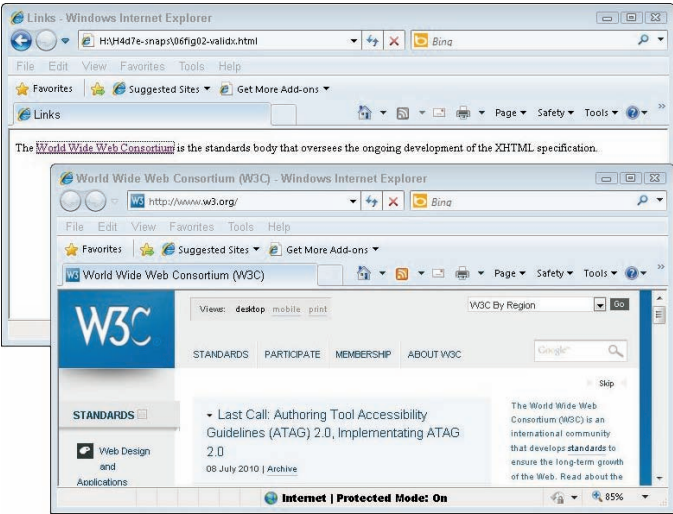 Links - Windows Internet Explorer
H:\H4d7e-snaps\06fig02-validx.html
Bing
File Edit View Favorites Tools Help
Favorites Suggested Sites Get More Add-ons
Links Page Safety Tools
The World Wide Web Consortium is the standards body that oversees the ongoing development of the XHTML specification.
World Wide Web Consortium (W3C) - Windows Internet Explorer
W3 http://www.w3.org/ Bing
File Edit View Favorites Tools Help
Favorites Suggested Sites Get More Add-ons
W3 World Wide Web Consortium (W3C) Page Safety Tools
W3C
Views: desktop mobile print
W3C By Region Go
STANDARDS PARTICIPATE MEMBERSHIP ABOUT W3C
Google™
Skip
STANDARDS
Web Design
and
Applications
Last Call: Authoring Tool Accessibility
Guidelines (ATAG) 2.0, Implementating ATAG
2.0
08 July 2010 | Archive
The World Wide Web
Consortium (W3C) is an
international community
that develops standards to
ensure the long-term growth
of the Web. Read about the
Internet | Protected Mode: On
85%